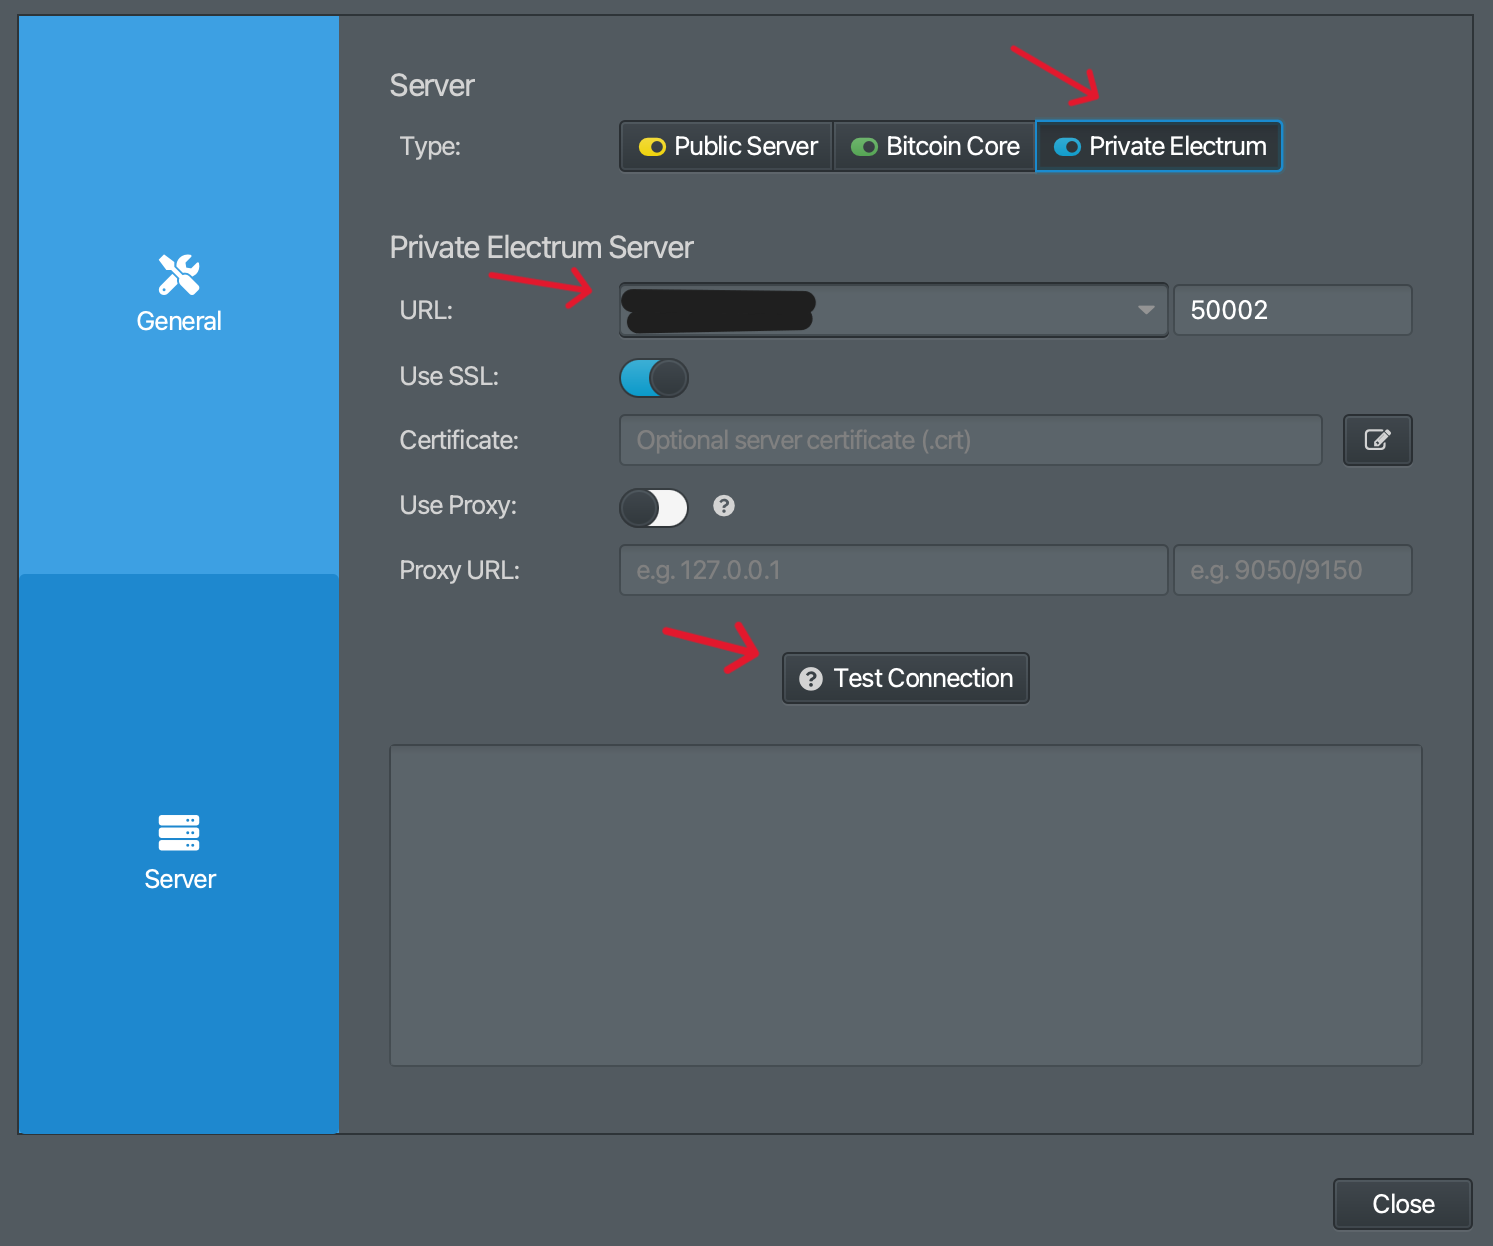 General
Server
Server
Type:
Public Server
Bitcoin Core
Private Electrum
Private Electrum Server
URL:
50002
Use SSL:
Certificate:
Optional server certificate (.crt)
Use Proxy:
?
Proxy URL:
e.g. 127.0.0.1
e.g. 9050/9150
? Test Connection
Close